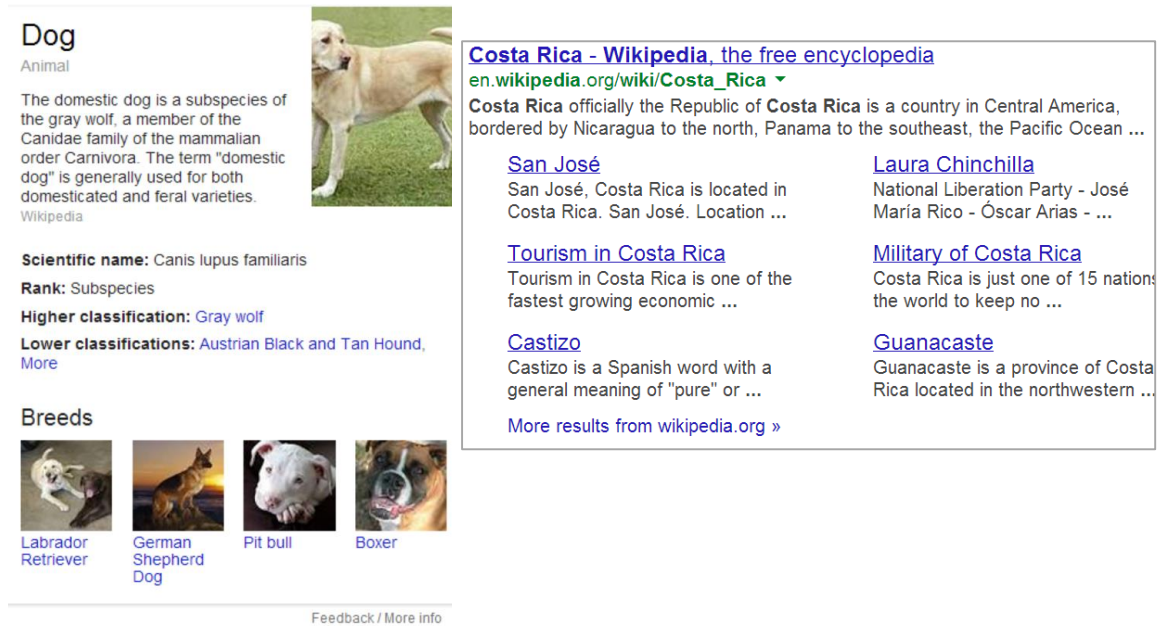 Dog
Animal
The domestic dog is a subspecies of
the gray wolf, a member of the
Canidae family of the mammalian
order Carnivora. The term "domestic
dog" is generally used for both
domesticated and feral varieties.
Wikipedia
Scientific name: Canis lupus familiaris
Rank: Subspecies
Higher classification: Gray wolf
Lower classifications: Austrian Black and Tan Hound,
More
Breeds
Labrador
Retriever
German
Shepherd
Dog
Pit bull
Boxer
Feedback / More info
Costa Rica - Wikipedia, the free encyclopedia
en.wikipedia.org/wiki/Costa_Rica
Costa Rica officially the Republic of Costa Rica is a country in Central America,
bordered by Nicaragua to the north, Panama to the southeast, the Pacific Ocean ...
San José
San José, Costa Rica is located in
Costa Rica. San José. Location ...
Laura Chinchilla
National Liberation Party - José
María Rico - Óscar Arias - ...
Tourism in Costa Rica
Tourism in Costa Rica is one of the
fastest growing economic ...
Military of Costa Rica
Costa Rica is just one of 15 nations
the world to keep no ...
Castizo
Castizo is a Spanish word with a
general meaning of "pure" or ...
Guanacaste
Guanacaste is a province of Costa
Rica located in the northwestern ...
More results from wikipedia.org »